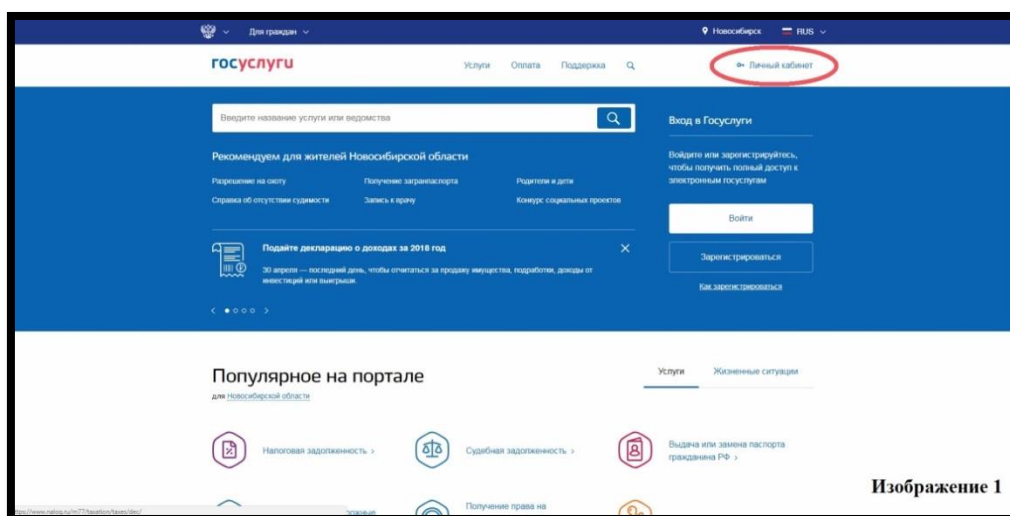 Для граждан
Новосибирск
RUS
госуслуги
Услуги Оплата Поддержка
Личный кабинет
Введите название услуги или ведомства
Рекомендуем для жителей Новосибирской области
Разрешение на охоту
Получение загранпаспорта
Родители и дети
Справка об отсутствии судимости
Запись к врачу
Конкурс социальных проектов
Подайте декларацию о доходах за 2018 год
30 апреля — последний день, чтобы отчитаться за продажу имущества, подработки, доходы от
инвестиций или выигрыши.
Вход в Госуслуги
Войдите или зарегистрируйтесь,
чтобы получить полный доступ к
электронным госуслугам
Войти
Зарегистрироваться
Как зарегистрироваться
Популярное на портале
для Новосибирской области
Услуги Жизненные ситуации
Налоговая задолженность
Судебная задолженность
Выдача или замена паспорта
гражданина РФ
Получение права на
Изображение 1